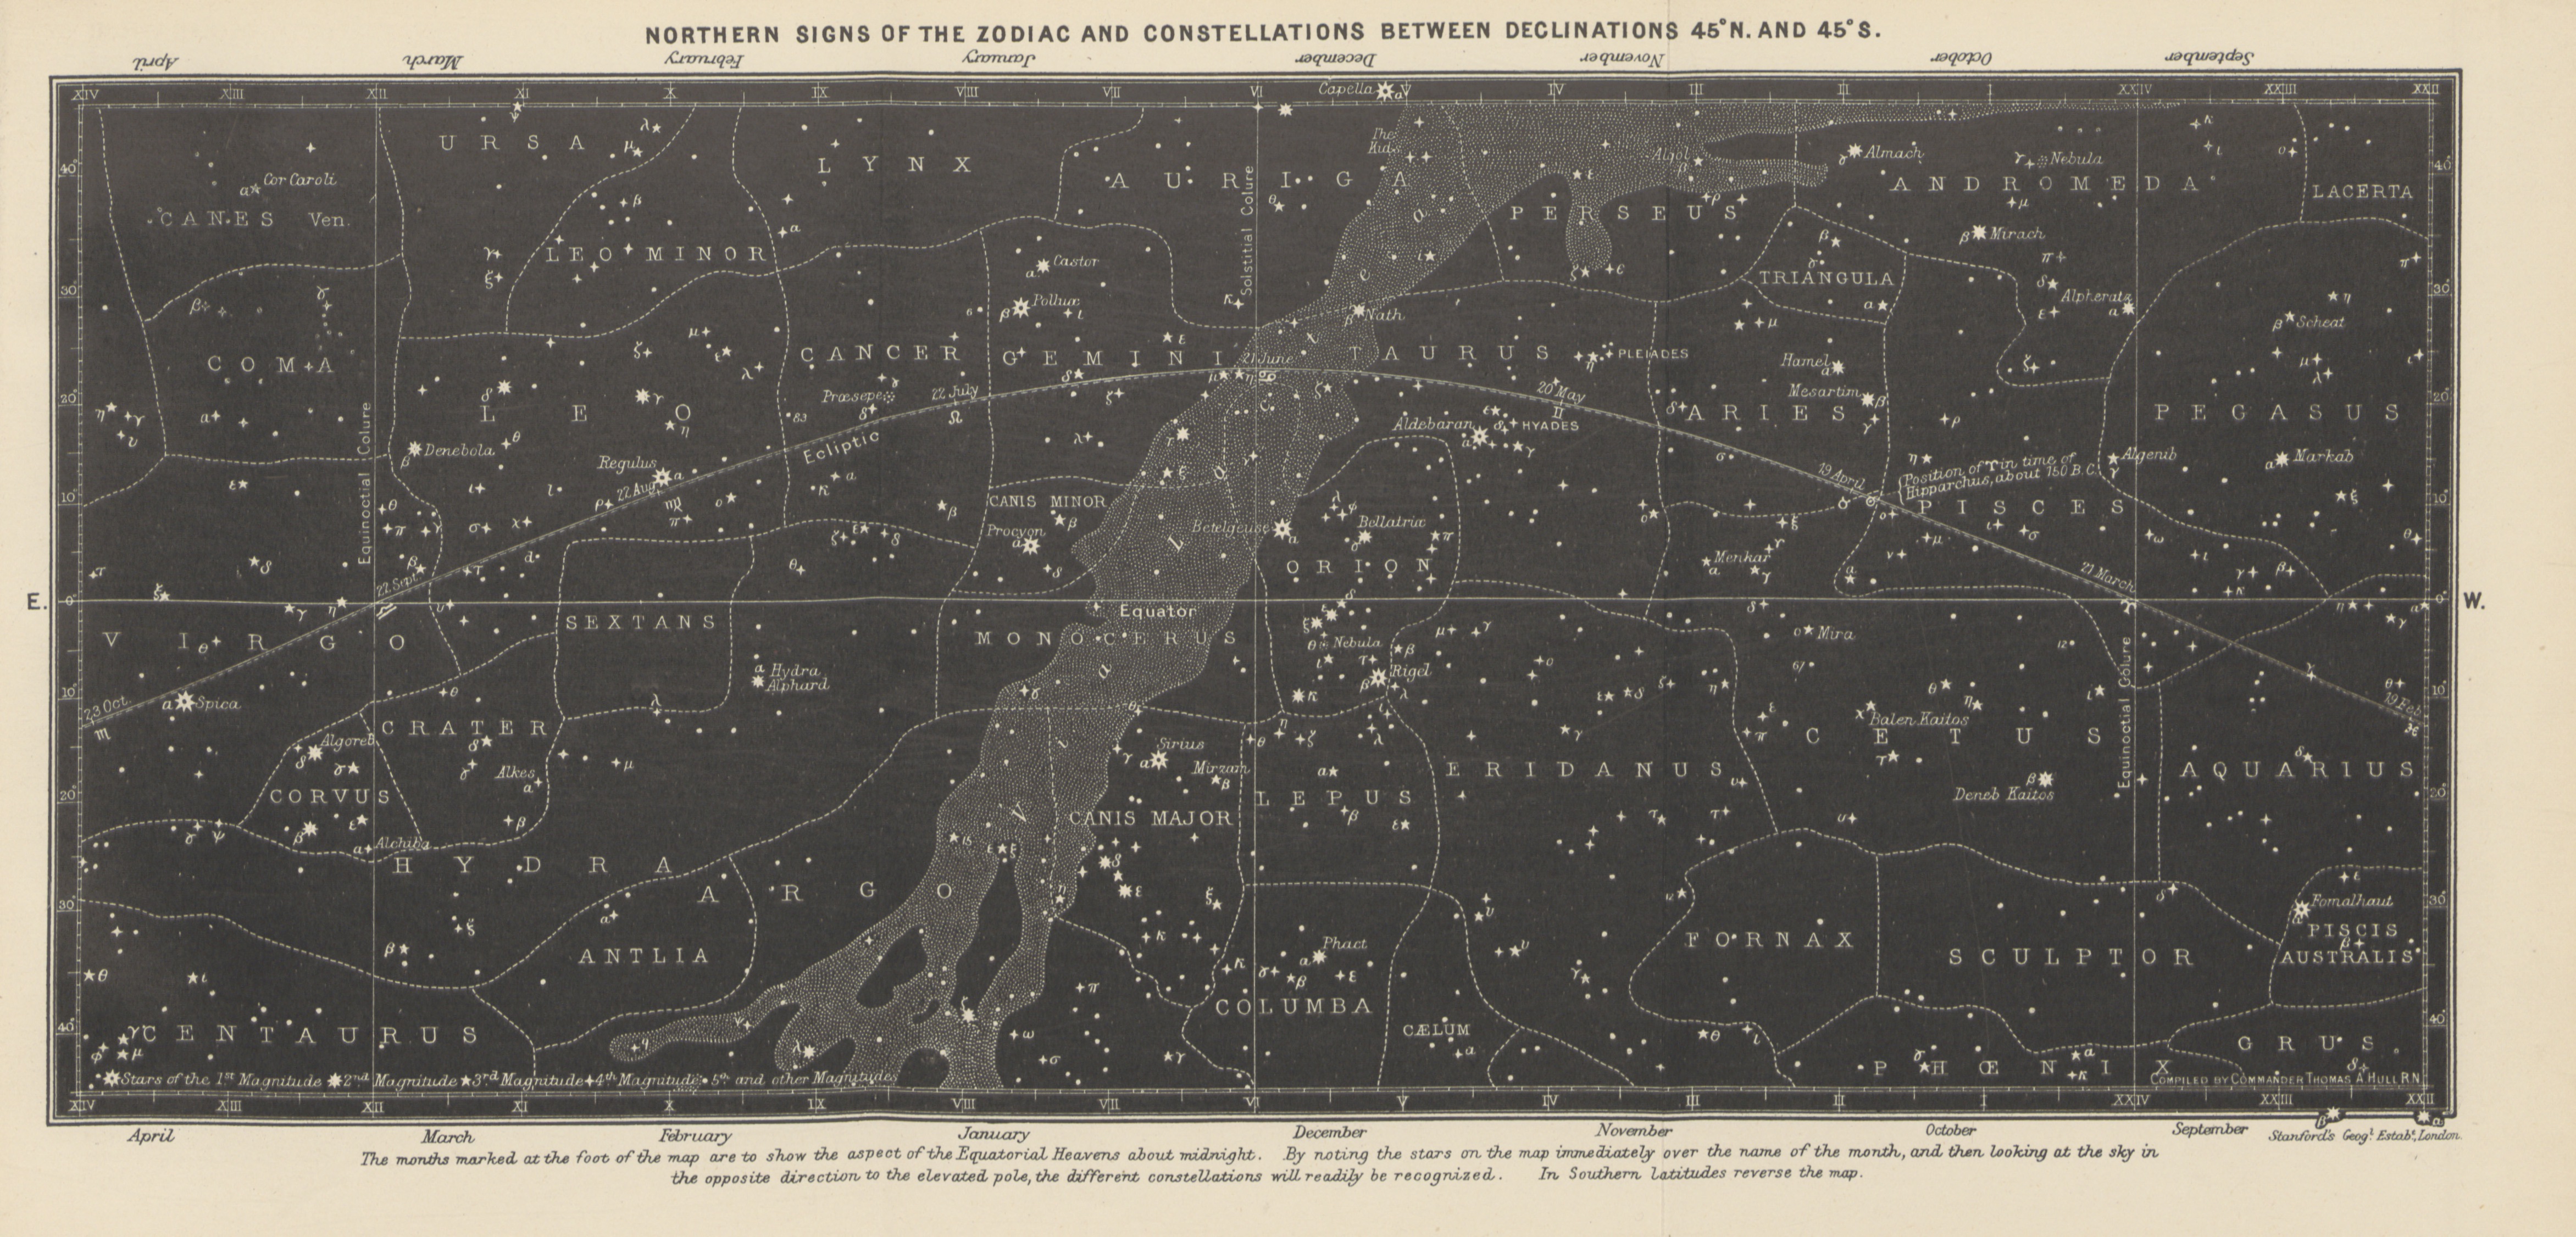 NORTHERN SIGNS OF THE ZODIAC AND CONSTELLATIONS BETWEEN DECLINATIONS 45° N. AND 45° S.
April March February January December November October September
XIV XIII XII XI X IX VIII VII VI V IV III II I XXIV XXIII XXII
Capella α
URSA
LYNX
AURIGA
The Kids
Algol
Almach
Nebula
ANDROMEDA
LACERTA
Cor Caroli
CANES Ven.
PERSEUS
Mirach
LEO MINOR
Castor
Pollux
Solstitial Colure
Nath
TRIANGULA
Alpheratz
Scheat
COMA
CANCER
GEMINI
21 June
TAURUS
PLEIADES
Hamel
Mesartim
Præsepe
22 July
20 May
ARIES
PEGASUS
LEO
Aldebaran
HYADES
Denebola
Ecliptic
Regulus
22 Aug.
19 April
Position of ♈ in time of
Hipparchus, about 150 B.C.
Algenib
Markab
Equinoctial Colure
CANIS MINOR
Procyon
Betelgeuse
Bellatrix
PISCES
ORION
Menkar
22 Sept.
21 March
E.
Equator
W.
VIRGO
SEXTANS
MONOCERUS
Via Lactea
Nebula
Rigel
Mira
Hydra
Alphard
Spica
23 Oct.
19 Feb.
CRATER
Algoreb
Alkes
Sirius
Mirzam
Balen Kaitos
CETUS
Equinoctial Colure
ERIDANUS
AQUARIUS
CORVUS
LEPUS
Deneb Kaitos
CANIS MAJOR
Alchiba
HYDRA
ARGO
Fomalhaut
PISCIS
AUSTRALIS
ANTLIA
Phact
FORNAX
SCULPTOR
COLUMBA
CENTAURUS
CÆLUM
GRUS
PHŒNIX
Stars of the 1st Magnitude 2nd Magnitude 3rd Magnitude 4th Magnitude 5th and other Magnitudes
COMPILED BY COMMANDER THOMAS A HULL R.N
XIV XIII XII XI X IX VIII VII VI V IV III II I XXIV XXIII XXII
April March February January December November October September
Stanford's Geogl. Estabt., London.
The months marked at the foot of the map are to show the aspect of the Equatorial Heavens about midnight. By noting the stars on the map immediately over the name of the month, and then looking at the sky in
the opposite direction to the elevated pole, the different constellations will readily be recognized. In Southern latitudes reverse the map.